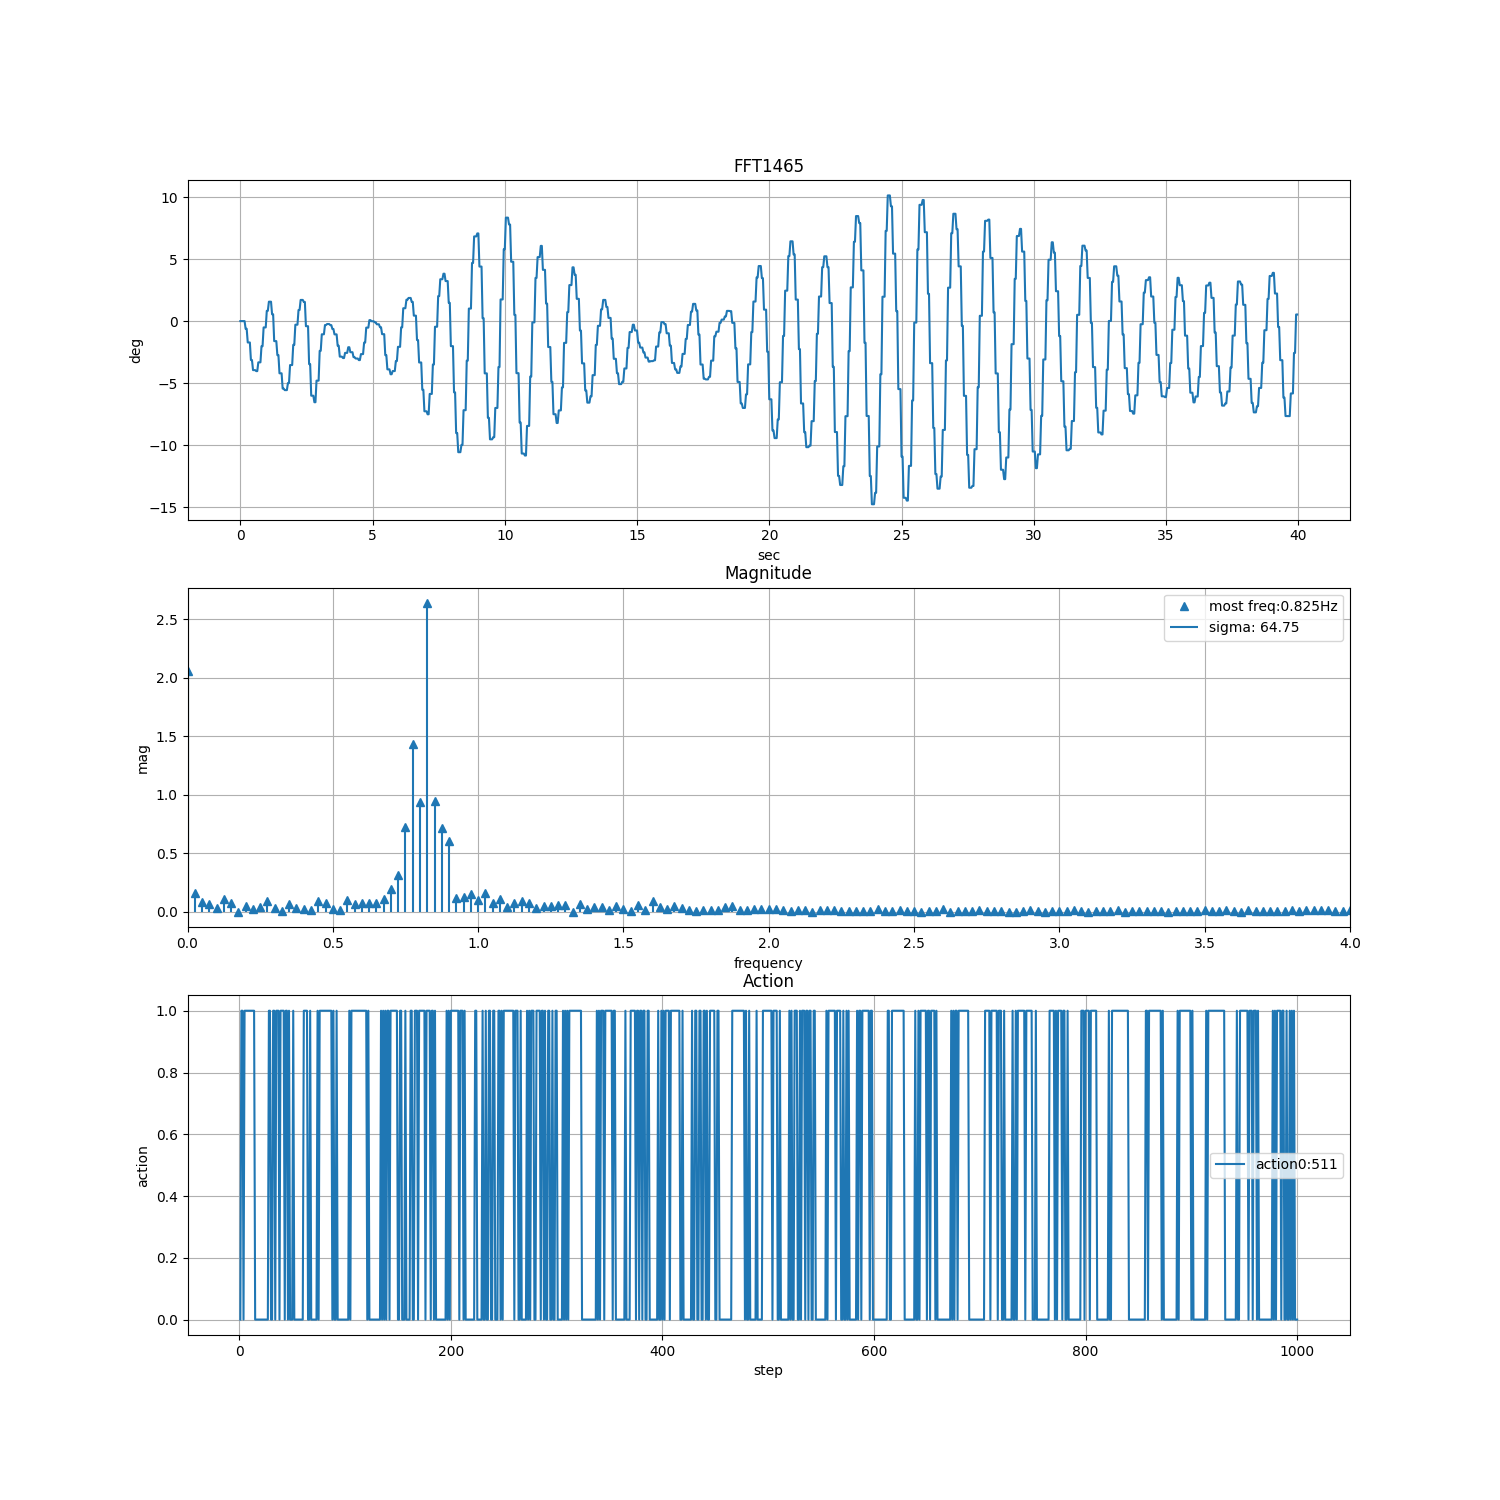 FFT1465
10
5
0
−5
−10
−15
deg
0 5 10 15 20 25 30 35 40
sec
Magnitude
most freq:0.825Hz
sigma: 64.75
2.5
2.0
1.5
1.0
0.5
0.0
mag
0.0 0.5 1.0 1.5 2.0 2.5 3.0 3.5 4.0
frequency
Action
1.0
0.8
0.6
0.4
0.2
0.0
action
action0:511
0 200 400 600 800 1000
step